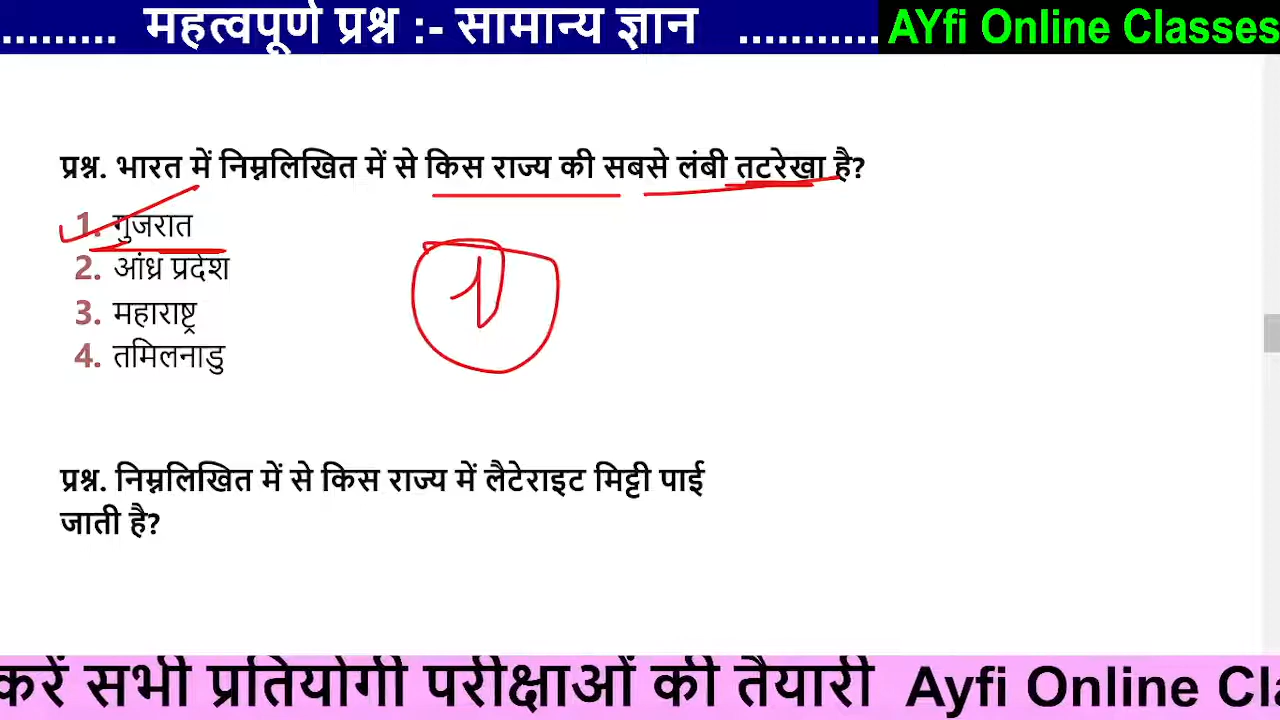 ......... महत्वपूर्ण प्रश्न :- सामान्य ज्ञान ........... AYfi Online Classes
प्रश्न. भारत में निम्नलिखित में से किस राज्य की सबसे लंबी तटरेखा है?
1. गुजरात
2. आंध्र प्रदेश
3. महाराष्ट्र
4. तमिलनाडु
प्रश्न. निम्नलिखित में से किस राज्य में लैटेराइट मिट्टी पाई
जाती है?
करें सभी प्रतियोगी परीक्षाओं की तैयारी Ayfi Online Cla